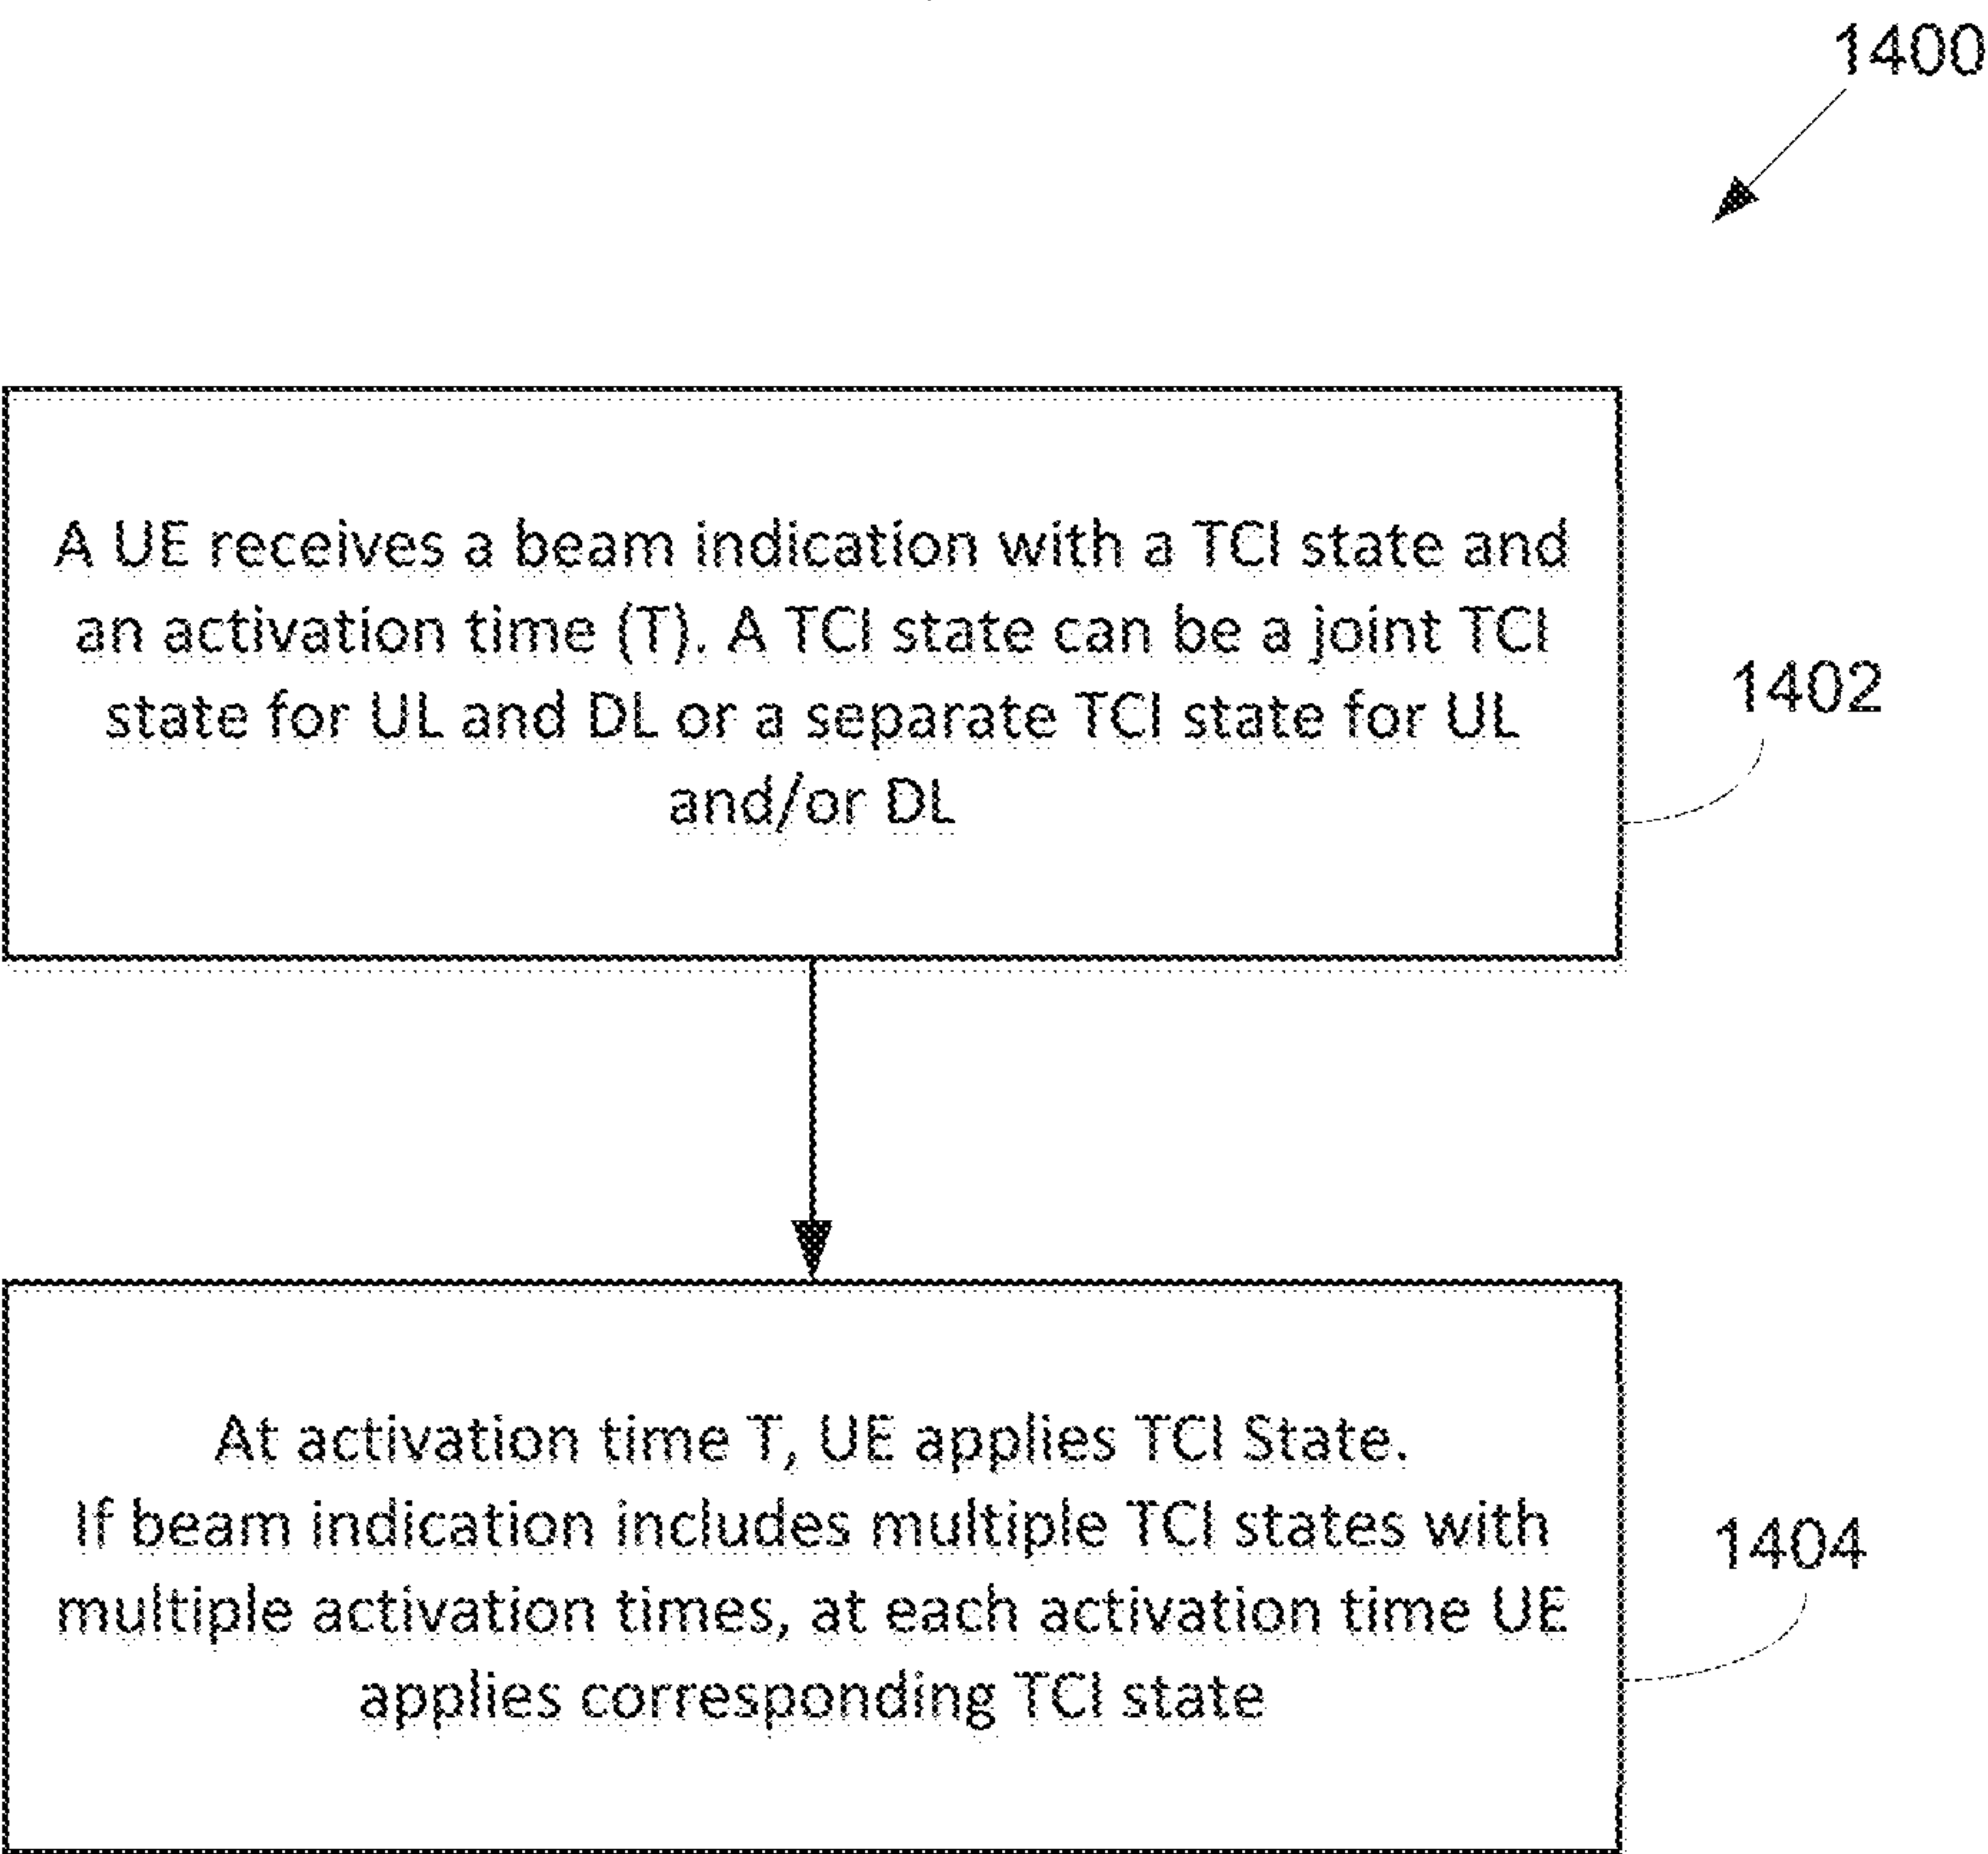 1400
A UE receives a beam indication with a TCI state and
an activation time (T). A TCI state can be a joint TCI
state for UL and DL or a separate TCI state for UL
and/or DL
1402
At activation time T, UE applies TCI State.
If beam indication includes multiple TCI states with
multiple activation times, at each activation time UE
applies corresponding TCI state
1404